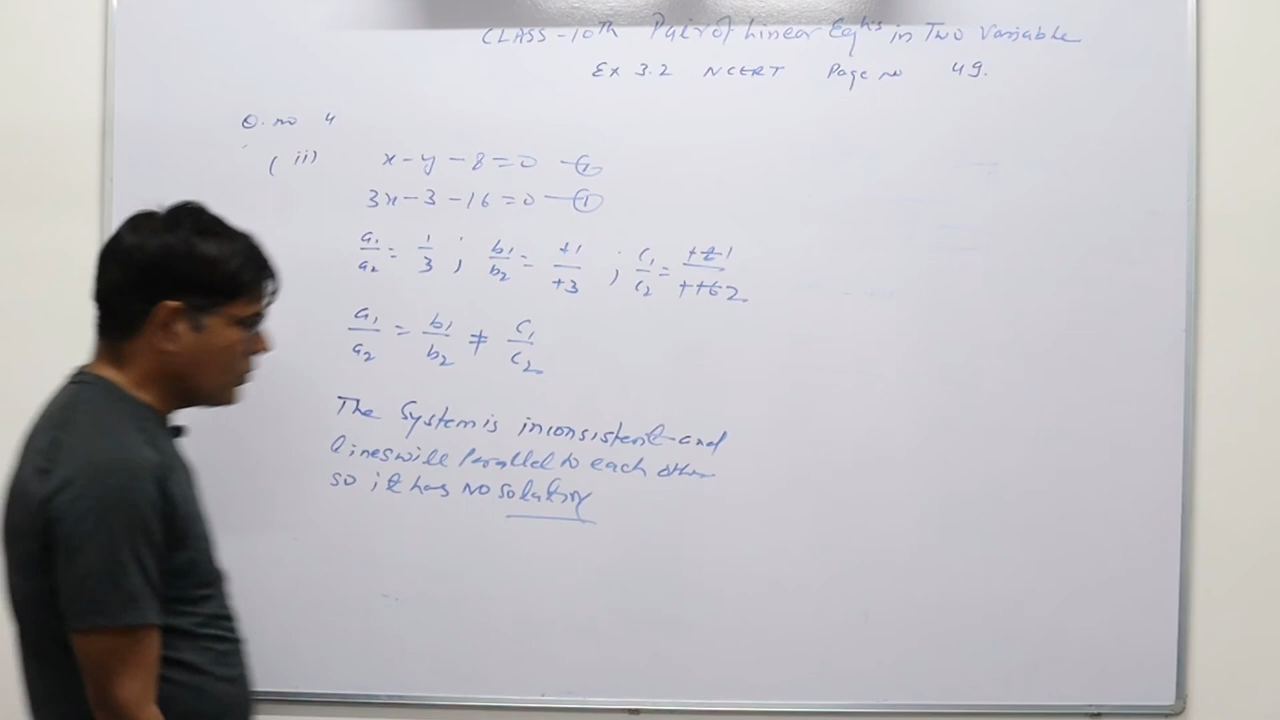 CLASS-10th Pair of Linear Eqns in Two Variable
Ex 3.2 NCERT Page no 49.
Q. no 4
(ii) x - y - 8 = 0 —①
3x - 3 - 16 = 0 —①
a1/a2 = 1/3 ; b1/b2 = +1/+3 ; c1/c2 =
a1/a2 = b1/b2 ≠ c1/c2
The System is inconsistent and
lines will Parallel to each other
so it has NO solution